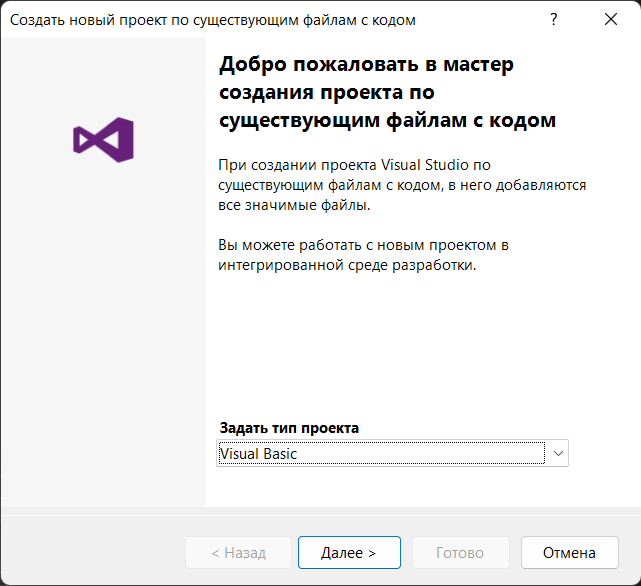 Создать новый проект по существующим файлам с кодом
?
Добро пожаловать в мастер
создания проекта по
существующим файлам с кодом
При создании проекта Visual Studio по
существующим файлам с кодом, в него добавляются
все значимые файлы.
Вы можете работать с новым проектом в
интегрированной среде разработки.
Задать тип проекта
Visual Basic
< Назад
Далее >
Готово
Отмена